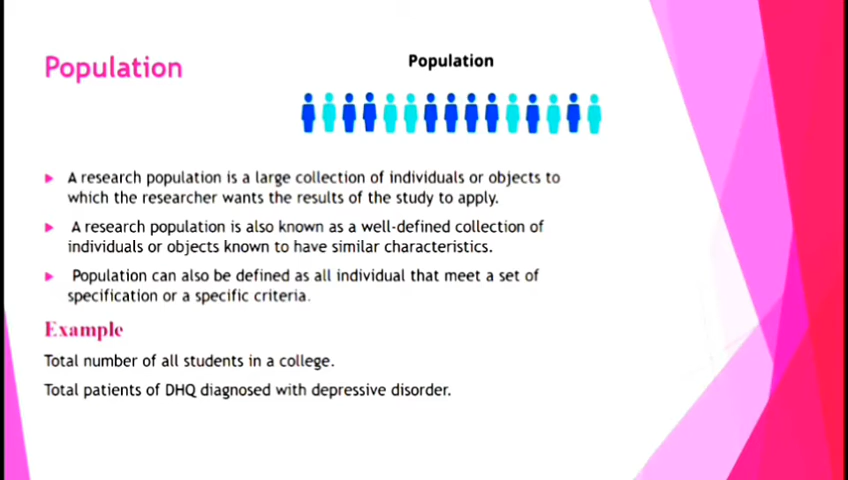 Population
Population
A research population is a large collection of individuals or objects to
which the researcher wants the results of the study to apply.
A research population is also known as a well-defined collection of
individuals or objects known to have similar characteristics.
Population can also be defined as all individual that meet a set of
specification or a specific criteria.
Example
Total number of all students in a college.
Total patients of DHQ diagnosed with depressive disorder.